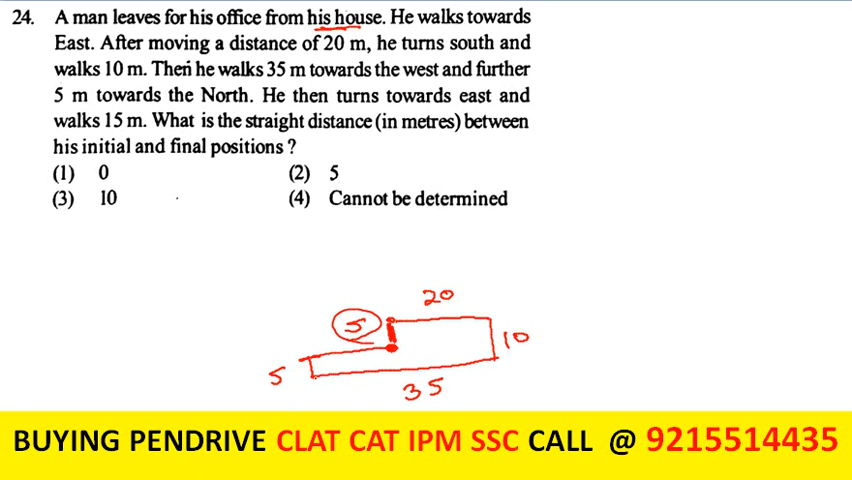 24. A man leaves for his office from his house. He walks towards
East. After moving a distance of 20 m, he turns south and
walks 10 m. Then he walks 35 m towards the west and further
5 m towards the North. He then turns towards east and
walks 15 m. What is the straight distance (in metres) between
his initial and final positions ?
(1) 0 (2) 5
(3) 10 (4) Cannot be determined
20
5
10
5
35
BUYING PENDRIVE CLAT CAT IPM SSC CALL @ 9215514435